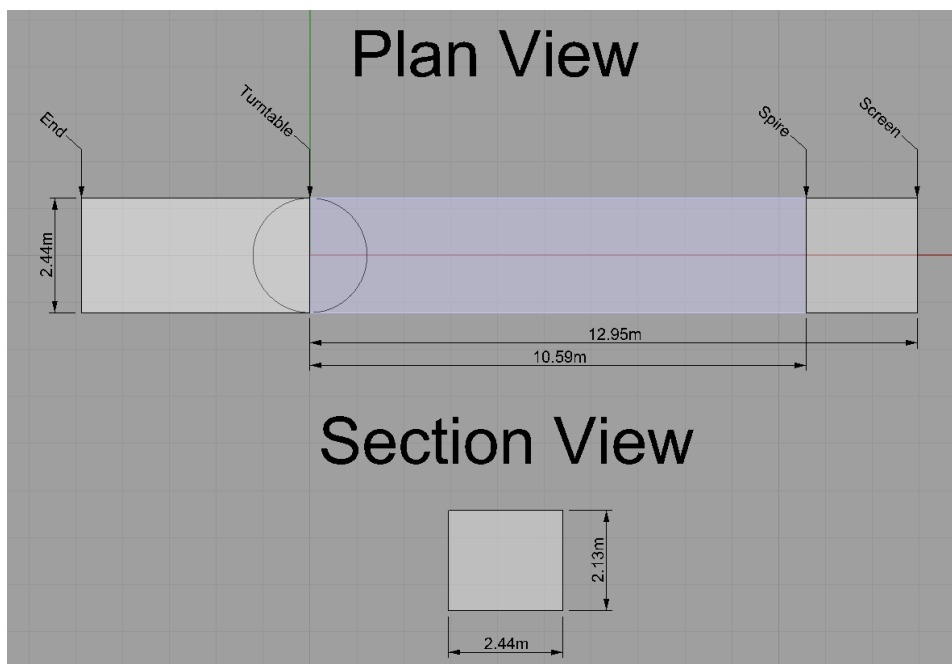 Plan View
End
Turntable
Spire
Screen
2.44m
12.95m
10.59m
Section View
2.13m
2.44m